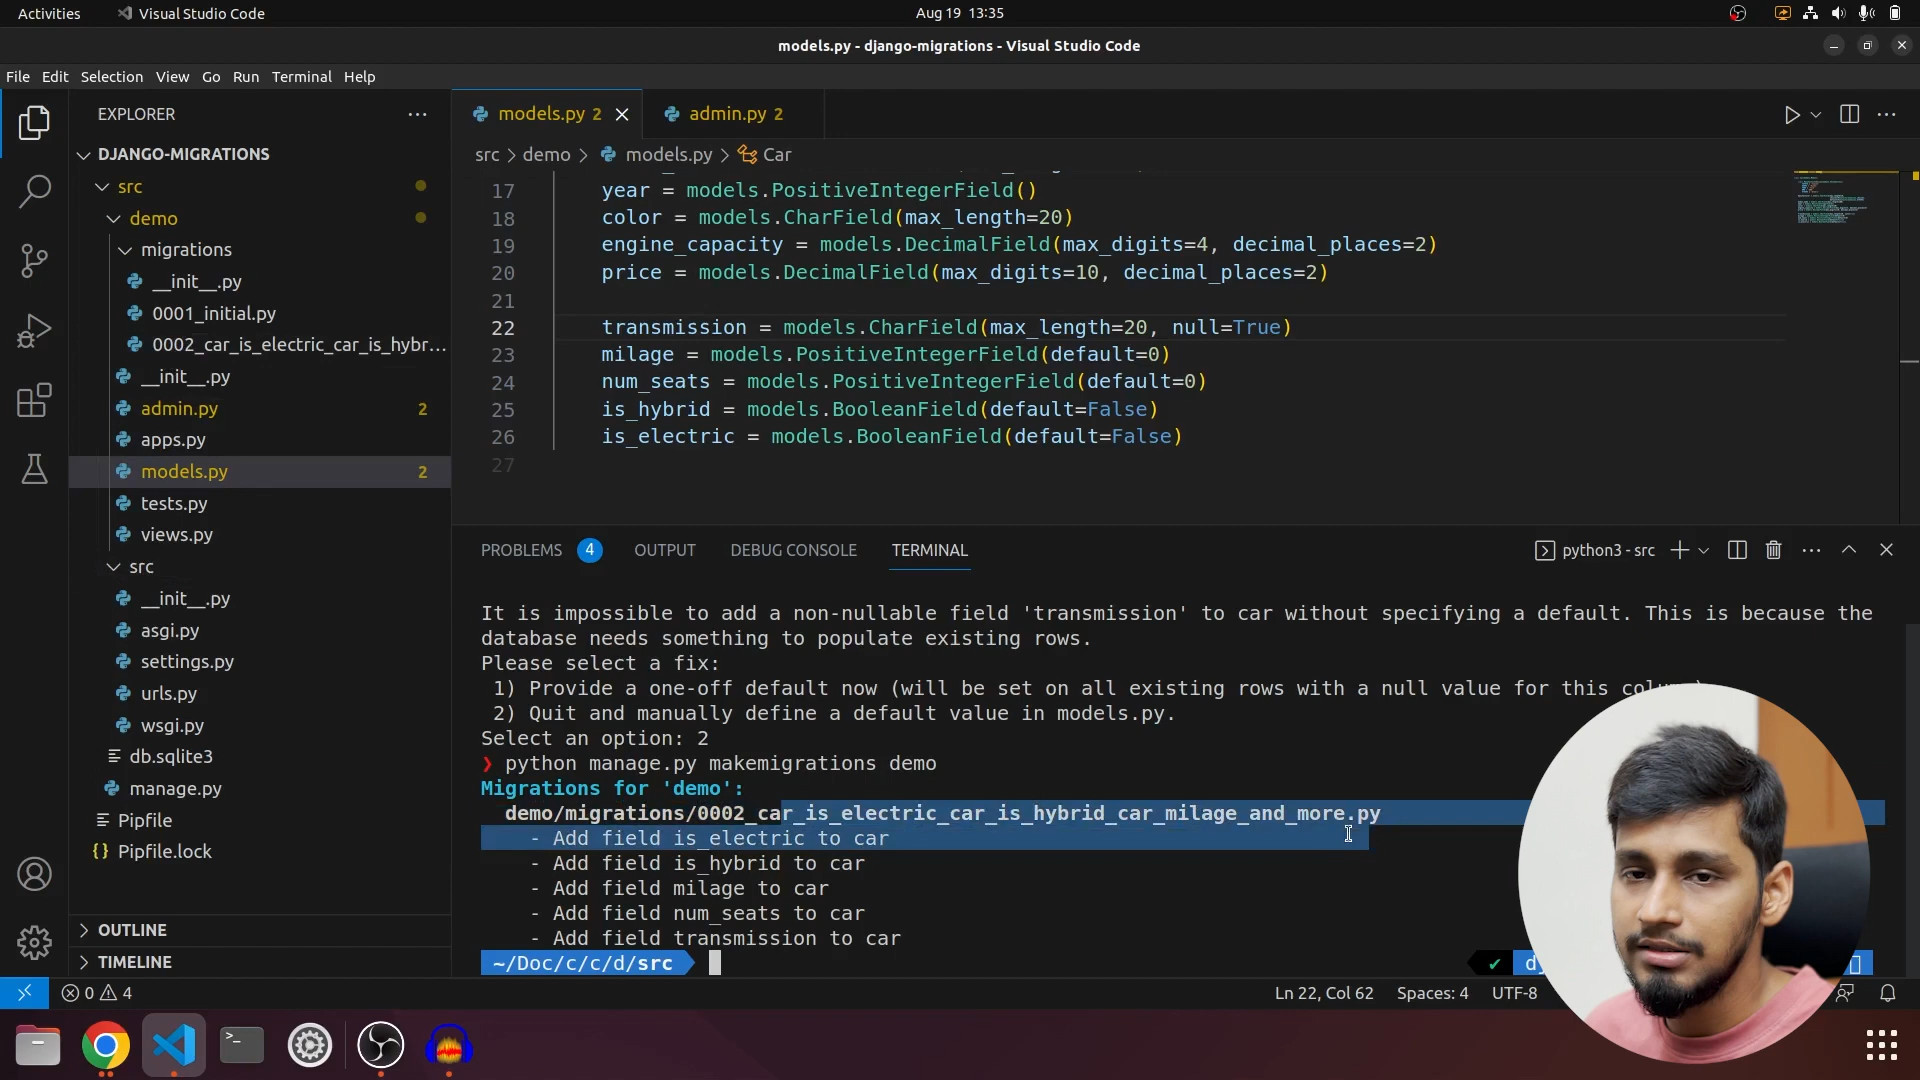 Activities
Visual Studio Code
Aug 19 13:35
models.py - django-migrations - Visual Studio Code
File Edit Selection View Go Run Terminal Help
EXPLORER
DJANGO-MIGRATIONS
src
demo
migrations
__init__.py
0001_initial.py
0002_car_is_electric_car_is_hybr...
__init__.py
admin.py 2
apps.py
models.py 2
tests.py
views.py
src
__init__.py
asgi.py
settings.py
urls.py
wsgi.py
db.sqlite3
manage.py
Pipfile
Pipfile.lock
OUTLINE
TIMELINE
models.py 2
admin.py 2
src > demo > models.py > Car
17 year = models.PositiveIntegerField()
18 color = models.CharField(max_length=20)
19 engine_capacity = models.DecimalField(max_digits=4, decimal_places=2)
20 price = models.DecimalField(max_digits=10, decimal_places=2)
21
22 transmission = models.CharField(max_length=20, null=True)
23 milage = models.PositiveIntegerField(default=0)
24 num_seats = models.PositiveIntegerField(default=0)
25 is_hybrid = models.BooleanField(default=False)
26 is_electric = models.BooleanField(default=False)
27
PROBLEMS 4 OUTPUT DEBUG CONSOLE TERMINAL
python3 - src
It is impossible to add a non-nullable field 'transmission' to car without specifying a default. This is because the
database needs something to populate existing rows.
Please select a fix:
1) Provide a one-off default now (will be set on all existing rows with a null value for this
2) Quit and manually define a default value in models.py.
Select an option: 2
❯ python manage.py makemigrations demo
Migrations for 'demo':
demo/migrations/0002_car_is_electric_car_is_hybrid_car_milage_and_more.py
- Add field is_electric to car
- Add field is_hybrid to car
- Add field milage to car
- Add field num_seats to car
- Add field transmission to car
~/Doc/c/c/d/src
0 4
Ln 22, Col 62 Spaces: 4 UTF-8